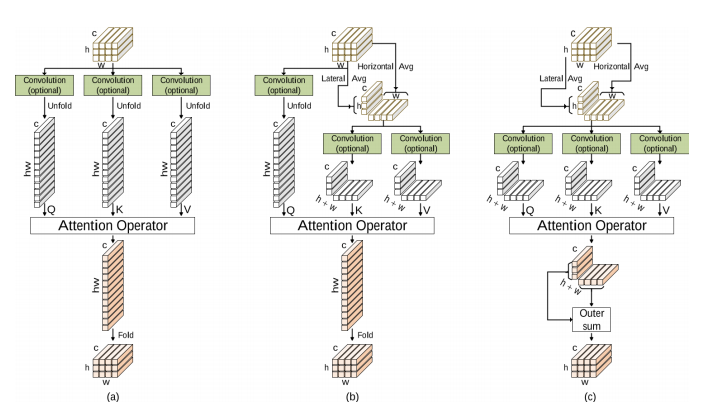 c
h
w
Convolution
(optional)
Convolution
(optional)
Convolution
(optional)
Unfold
Unfold
Unfold
c
hw
c
hw
c
hw
Q
K
V
Attention Operator
c
hw
Fold
c
h
w
(a)
c
h
w
Horizontal Avg
Lateral Avg
Convolution
(optional)
Unfold
c
h
w
Convolution
(optional)
Convolution
(optional)
c
hw
c
h + w
c
h + w
Q
K
V
Attention Operator
c
hw
Fold
c
h
w
(b)
c
h
w
Horizontal Avg
Lateral Avg
c
h
w
Convolution
(optional)
Convolution
(optional)
Convolution
(optional)
c
h + w
c
h + w
c
h + w
Q
K
V
Attention Operator
c
h + w
Outer
sum
c
h
w
(c)